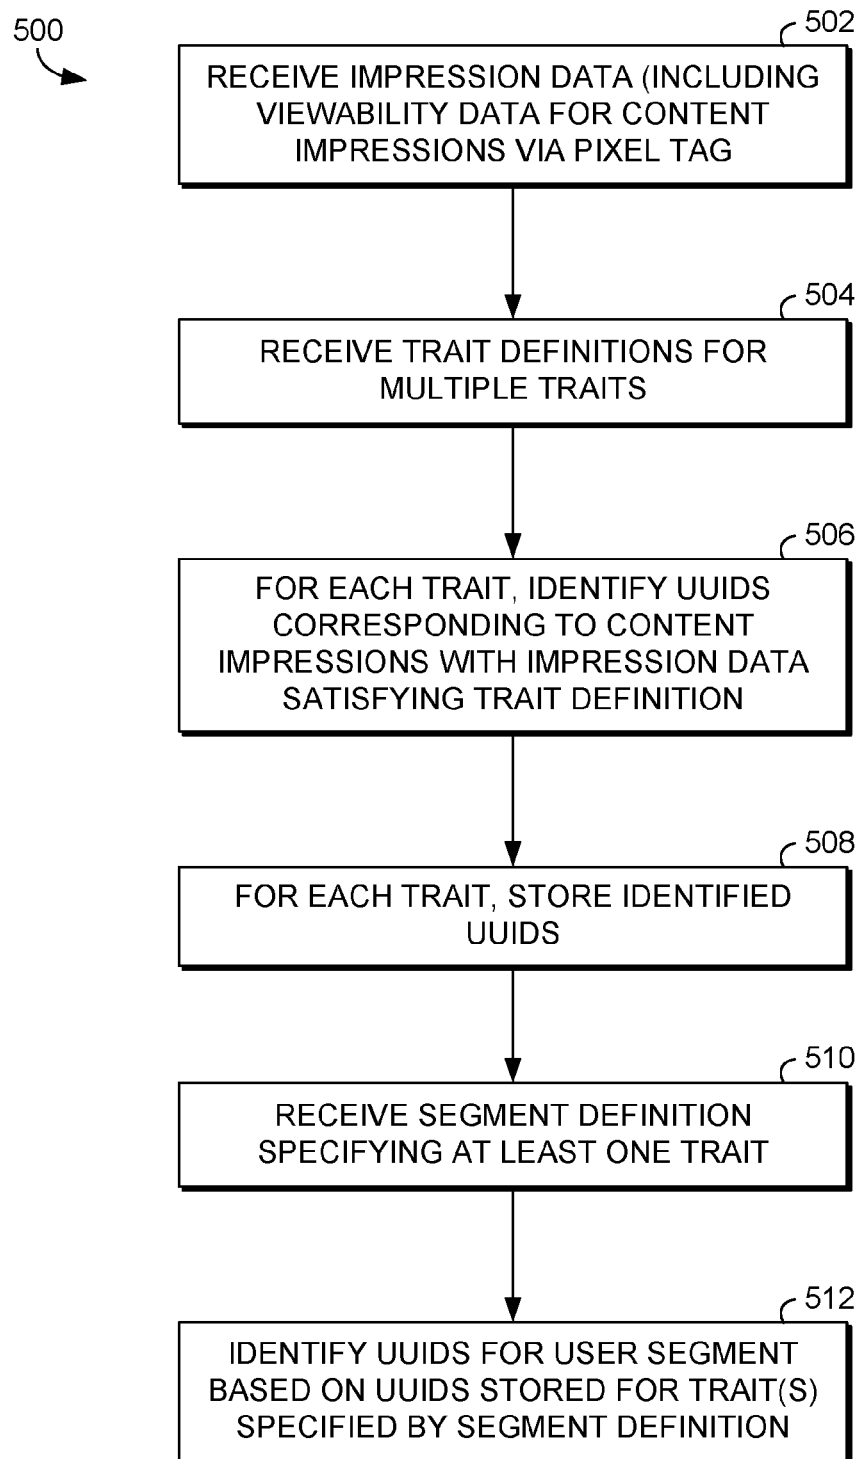 500
502
RECEIVE IMPRESSION DATA (INCLUDING
VIEWABILITY DATA FOR CONTENT
IMPRESSIONS VIA PIXEL TAG
504
RECEIVE TRAIT DEFINITIONS FOR
MULTIPLE TRAITS
506
FOR EACH TRAIT, IDENTIFY UUIDS
CORRESPONDING TO CONTENT
IMPRESSIONS WITH IMPRESSION DATA
SATISFYING TRAIT DEFINITION
508
FOR EACH TRAIT, STORE IDENTIFIED
UUIDS
510
RECEIVE SEGMENT DEFINITION
SPECIFYING AT LEAST ONE TRAIT
512
IDENTIFY UUIDS FOR USER SEGMENT
BASED ON UUIDS STORED FOR TRAIT(S)
SPECIFIED BY SEGMENT DEFINITION